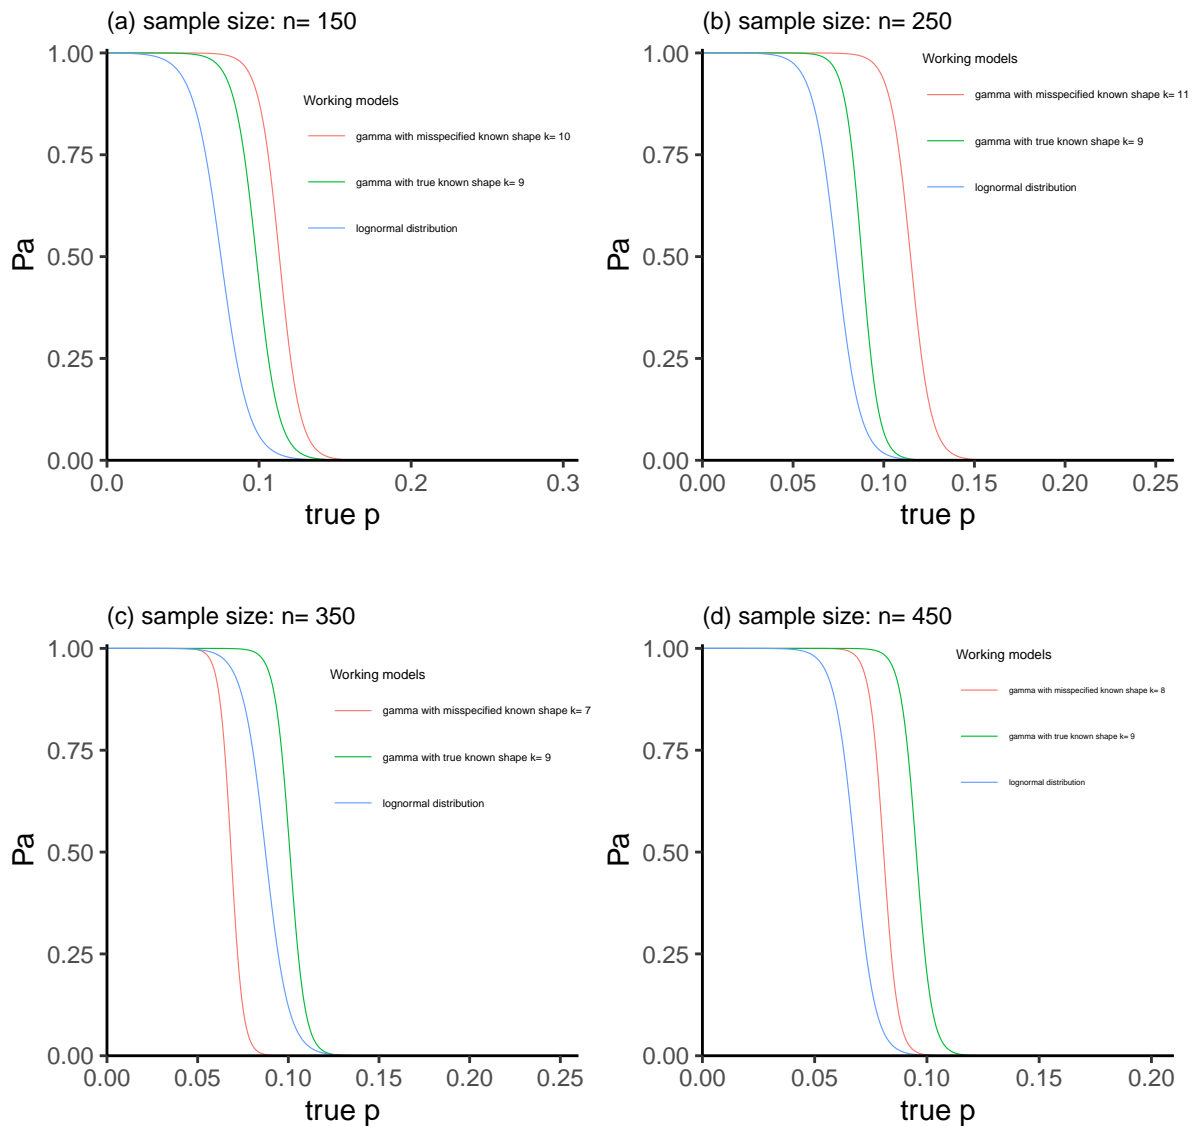 (a) sample size: n= 150
1.00
0.75
0.50
0.25
0.00
Pa
Working models
gamma with misspecified known shape k= 10
gamma with true known shape k= 9
lognormal distribution
0.0
0.1
0.2
0.3
true p
(b) sample size: n= 250
1.00
0.75
0.50
0.25
0.00
Pa
Working models
gamma with misspecified known shape k= 11
gamma with true known shape k= 9
lognormal distribution
0.00
0.05
0.10
0.15
0.20
0.25
true p
(c) sample size: n= 350
1.00
0.75
0.50
0.25
0.00
Pa
Working models
gamma with misspecified known shape k= 7
gamma with true known shape k= 9
lognormal distribution
0.00
0.05
0.10
0.15
0.20
0.25
true p
(d) sample size: n= 450
1.00
0.75
0.50
0.25
0.00
Pa
Working models
gamma with misspecified known shape k= 8
gamma with true known shape k= 9
lognormal distribution
0.00
0.05
0.10
0.15
0.20
true p